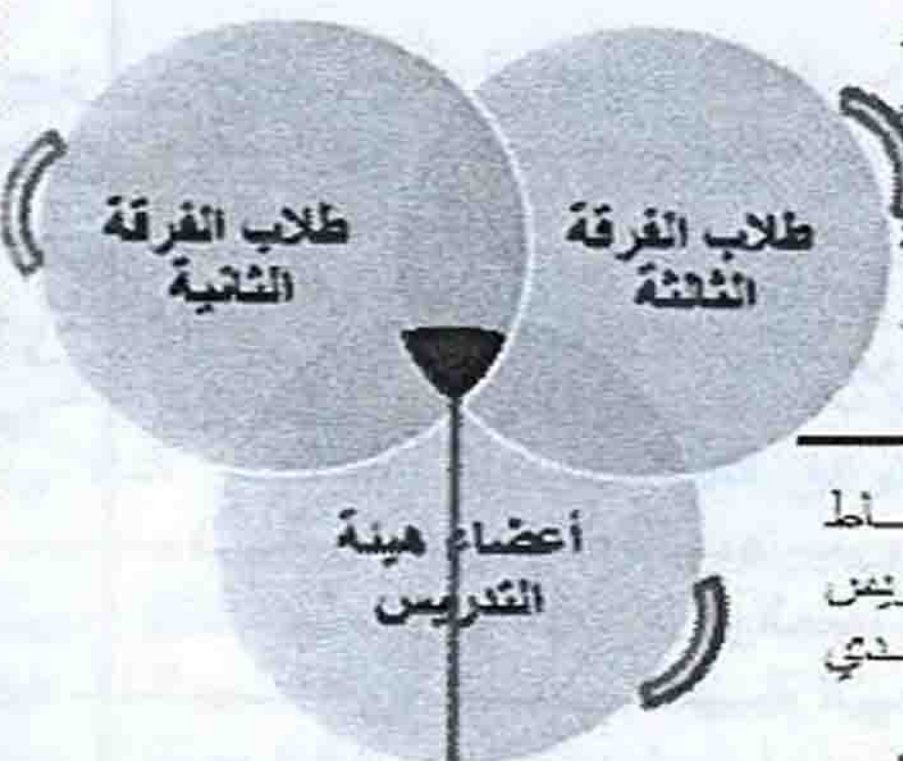 طلاب الفرقة
الثانية
طلاب الفرقة
الثالثة
أعضاء هيئة
التدريس